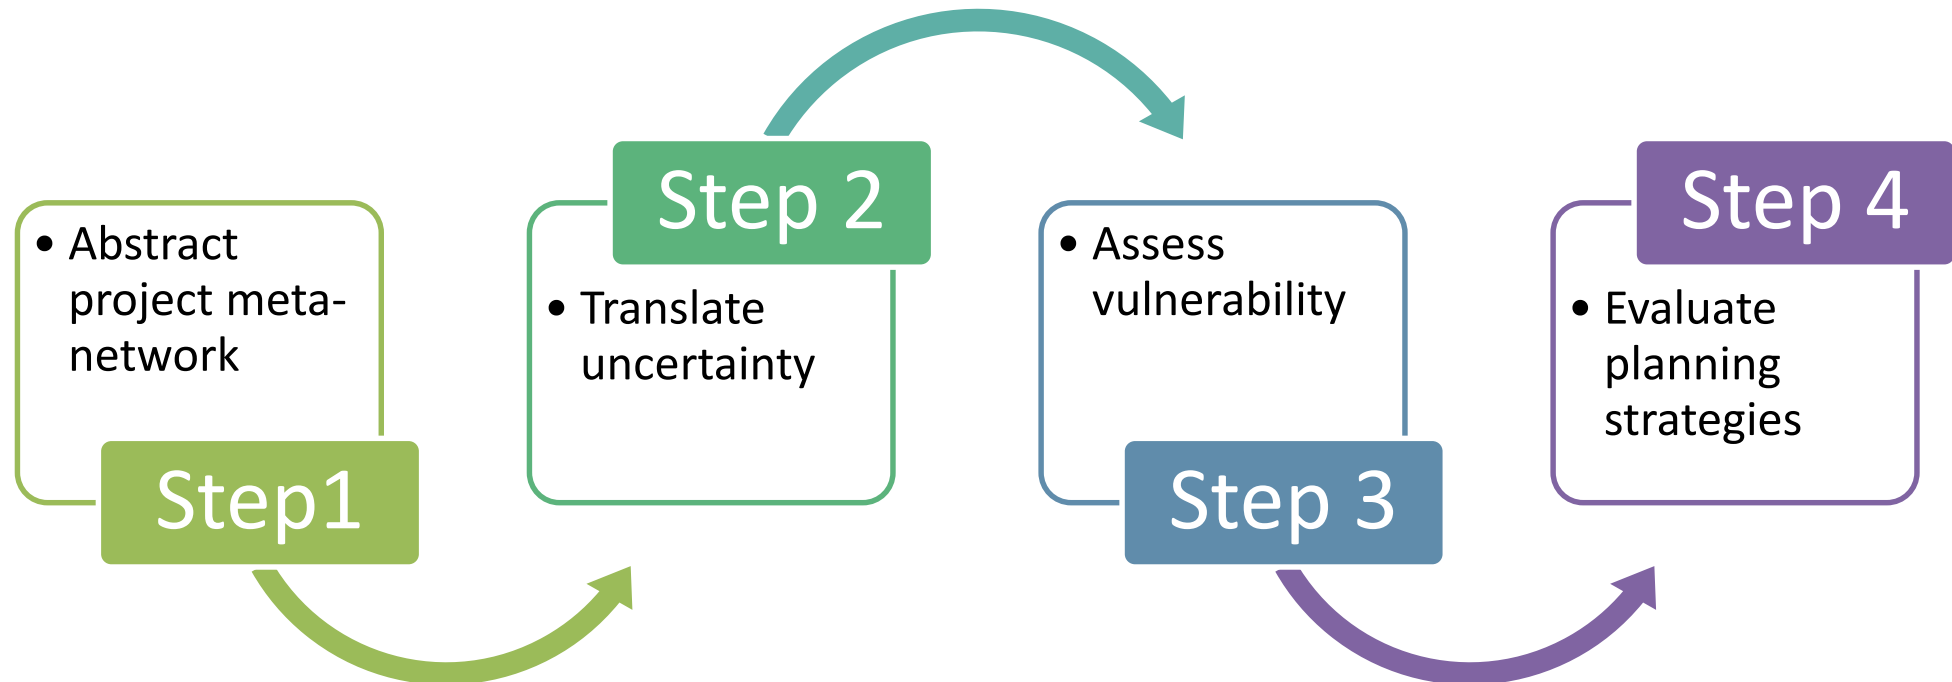 • Abstract
project meta-
network
Step1
Step 2
• Translate
uncertainty
• Assess
vulnerability
Step 3
Step 4
• Evaluate
planning
strategies